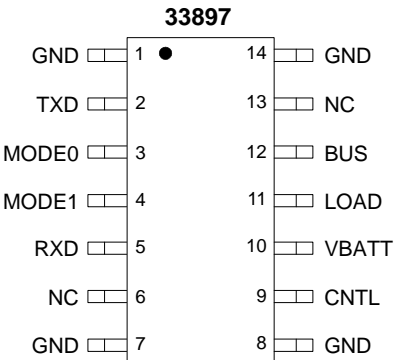 33897
GND 1 14 GND
TXD 2 13 NC
MODE0 3 12 BUS
MODE1 4 11 LOAD
RXD 5 10 VBATT
NC 6 9 CNTL
GND 7 8 GND